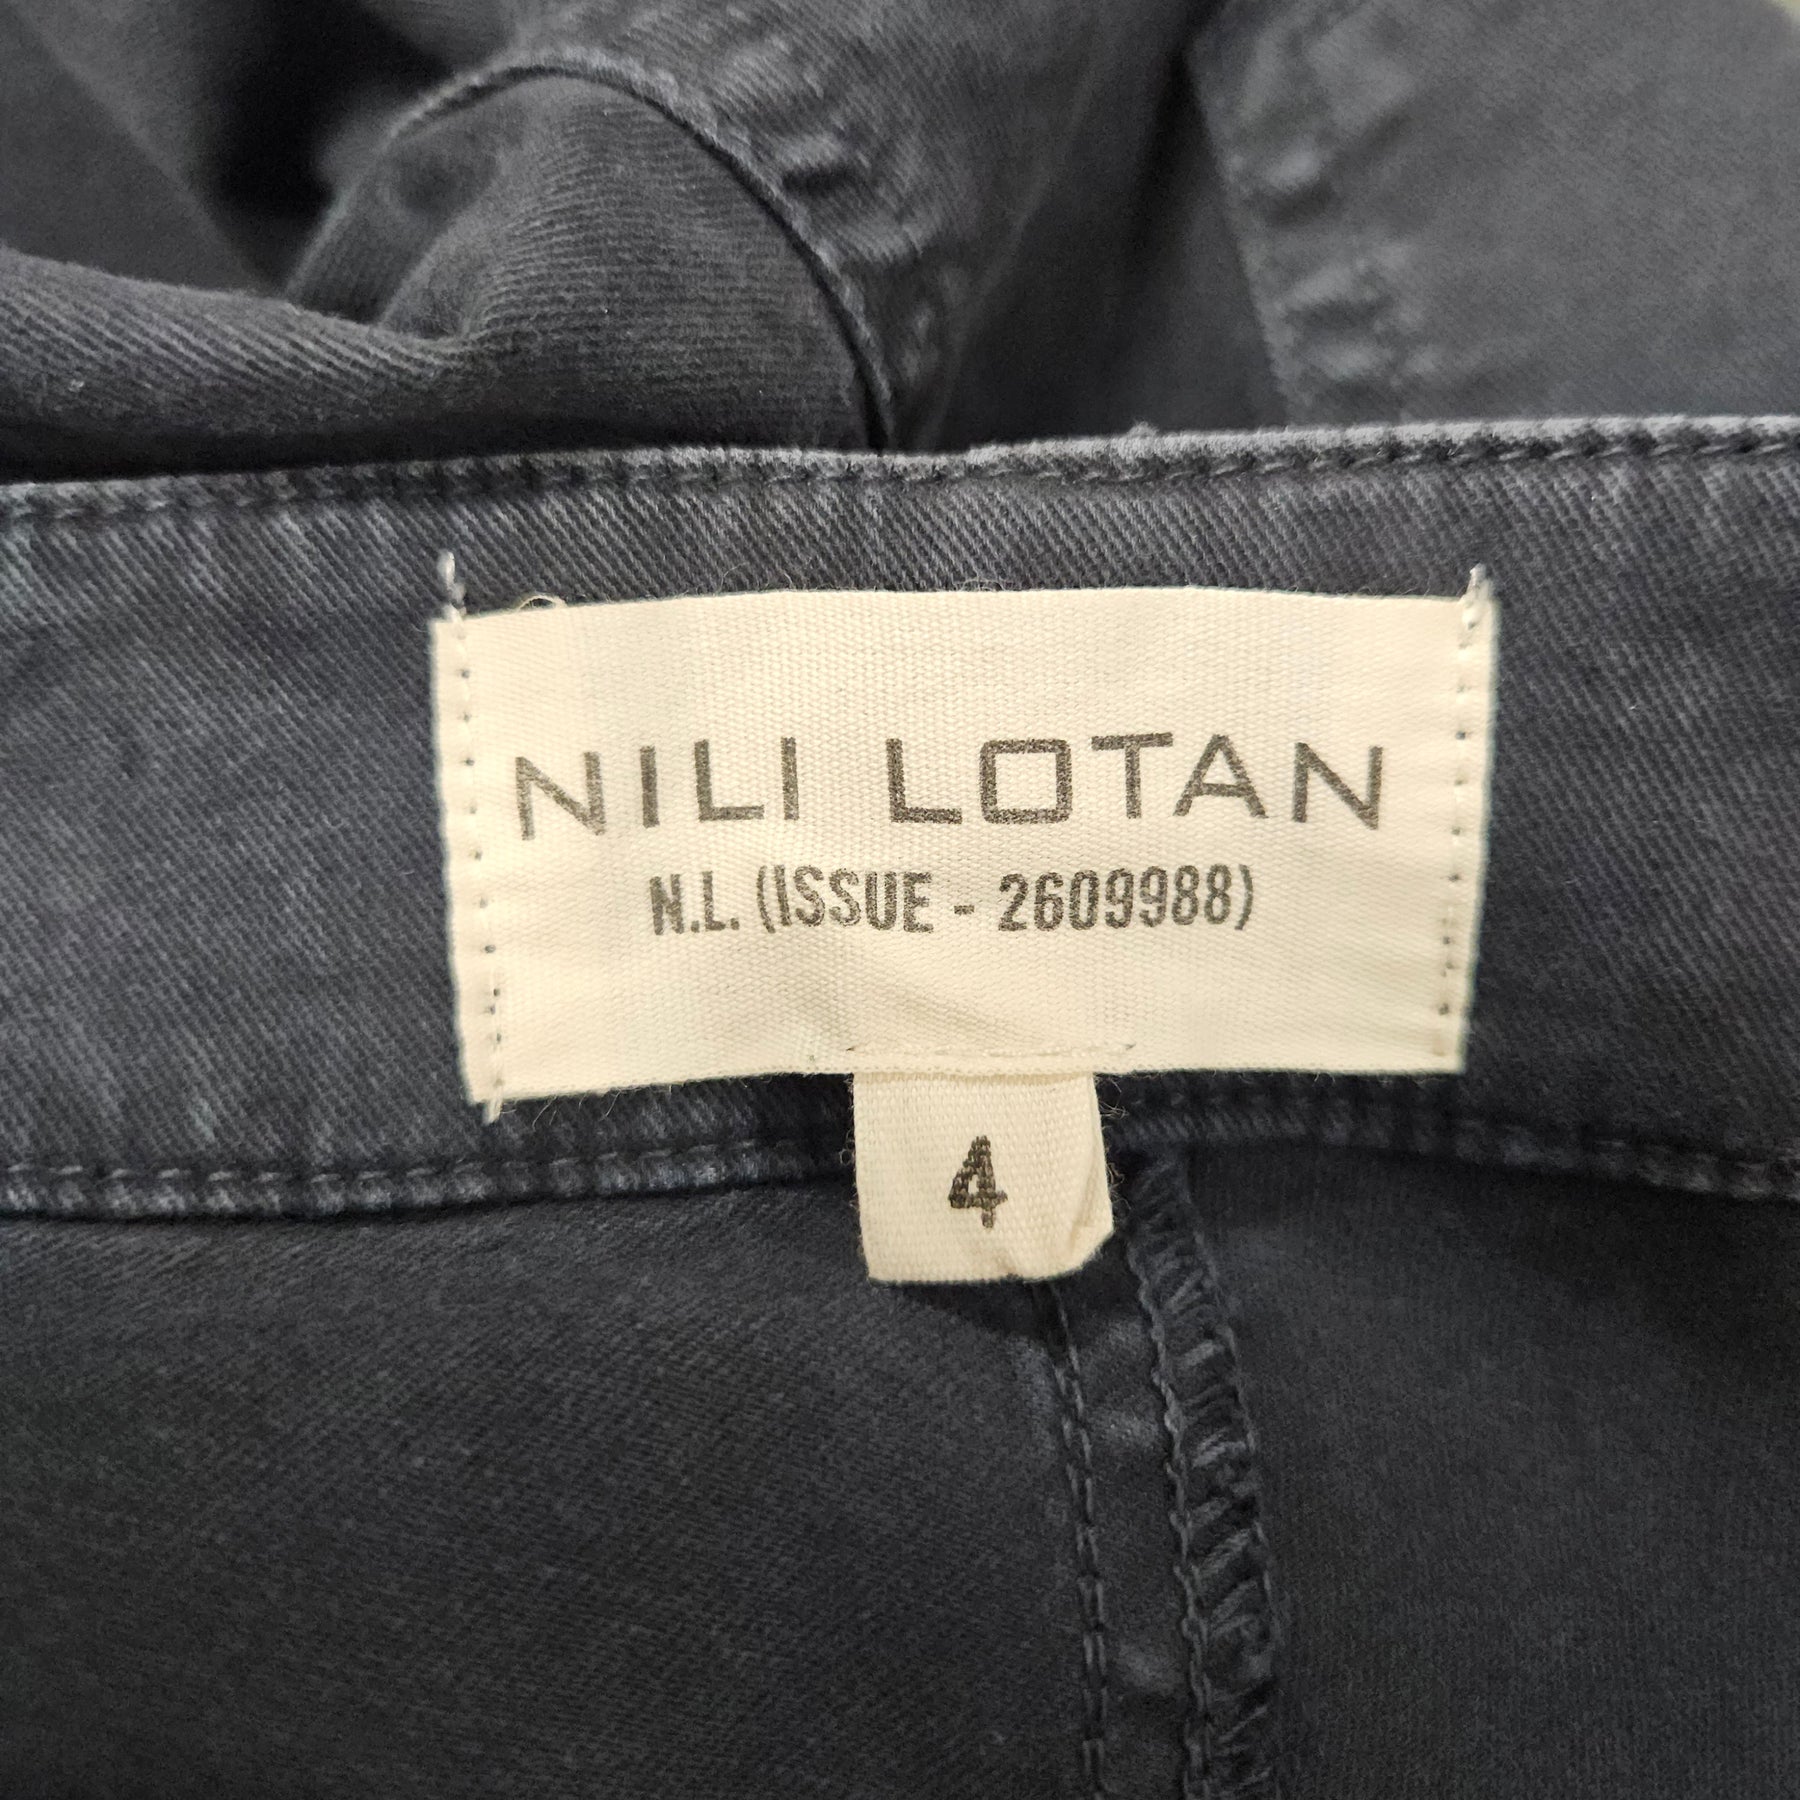 NILI LOTAN
N.L. (ISSUE - 2609988)
4